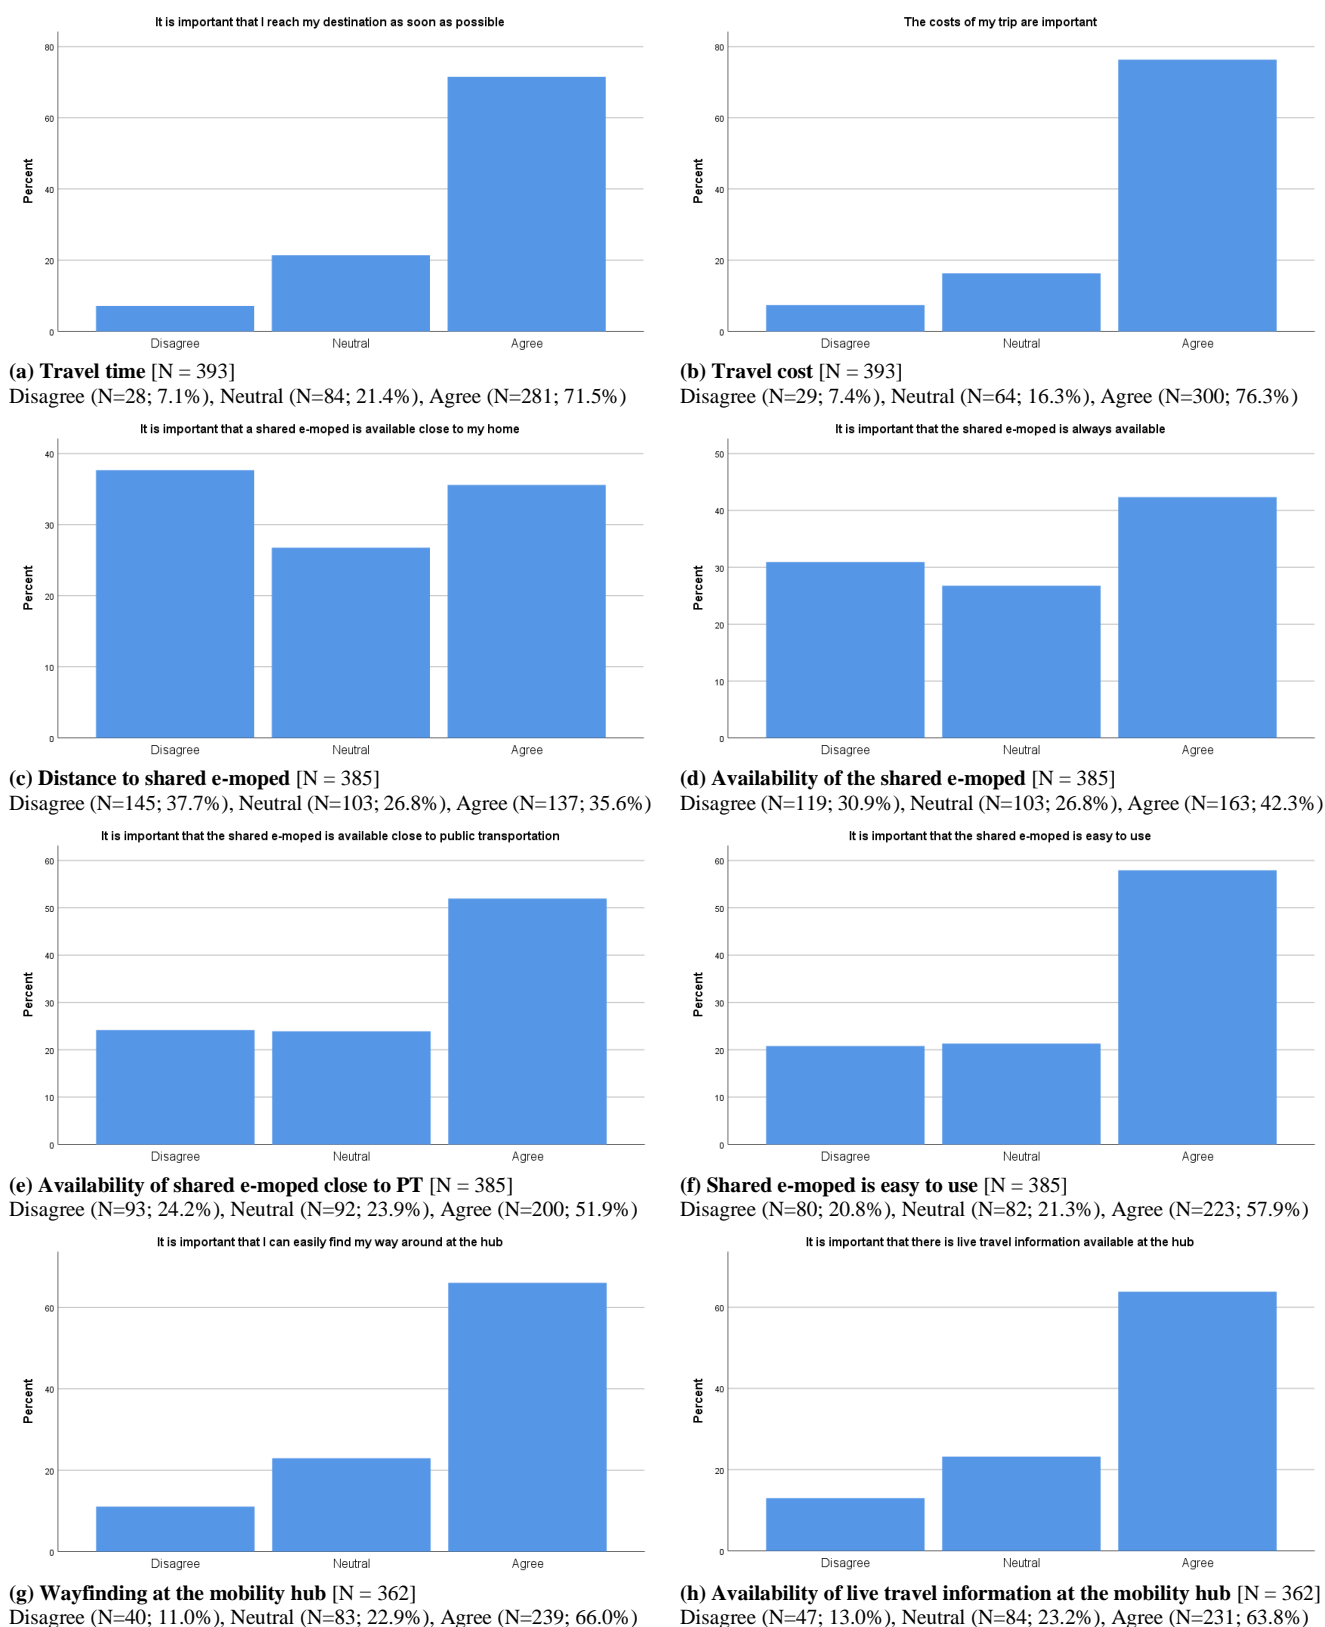 It is important that I reach my destination as soon as possible
80
60
40
20
0
Percent
Disagree Neutral Agree
(a) Travel time [N = 393]
Disagree (N=28; 7.1%), Neutral (N=84; 21.4%), Agree (N=281; 71.5%)
The costs of my trip are important
80
60
40
20
0
Percent
Disagree Neutral Agree
(b) Travel cost [N = 393]
Disagree (N=29; 7.4%), Neutral (N=64; 16.3%), Agree (N=300; 76.3%)
It is important that a shared e-moped is available close to my home
40
30
20
10
0
Percent
Disagree Neutral Agree
(c) Distance to shared e-moped [N = 385]
Disagree (N=145; 37.7%), Neutral (N=103; 26.8%), Agree (N=137; 35.6%)
It is important that the shared e-moped is always available
50
40
30
20
10
0
Percent
Disagree Neutral Agree
(d) Availability of the shared e-moped [N = 385]
Disagree (N=119; 30.9%), Neutral (N=103; 26.8%), Agree (N=163; 42.3%)
It is important that the shared e-moped is available close to public transportation
60
50
40
30
20
10
0
Percent
Disagree Neutral Agree
(e) Availability of shared e-moped close to PT [N = 385]
Disagree (N=93; 24.2%), Neutral (N=92; 23.9%), Agree (N=200; 51.9%)
It is important that the shared e-moped is easy to use
60
50
40
30
20
10
0
Percent
Disagree Neutral Agree
(f) Shared e-moped is easy to use [N = 385]
Disagree (N=80; 20.8%), Neutral (N=82; 21.3%), Agree (N=223; 57.9%)
It is important that I can easily find my way around at the hub
60
40
20
0
Percent
Disagree Neutral Agree
(g) Wayfinding at the mobility hub [N = 362]
Disagree (N=40; 11.0%), Neutral (N=83; 22.9%), Agree (N=239; 66.0%)
It is important that there is live travel information available at the hub
60
40
20
0
Percent
Disagree Neutral Agree
(h) Availability of live travel information at the mobility hub [N = 362]
Disagree (N=47; 13.0%), Neutral (N=84; 23.2%), Agree (N=231; 63.8%)